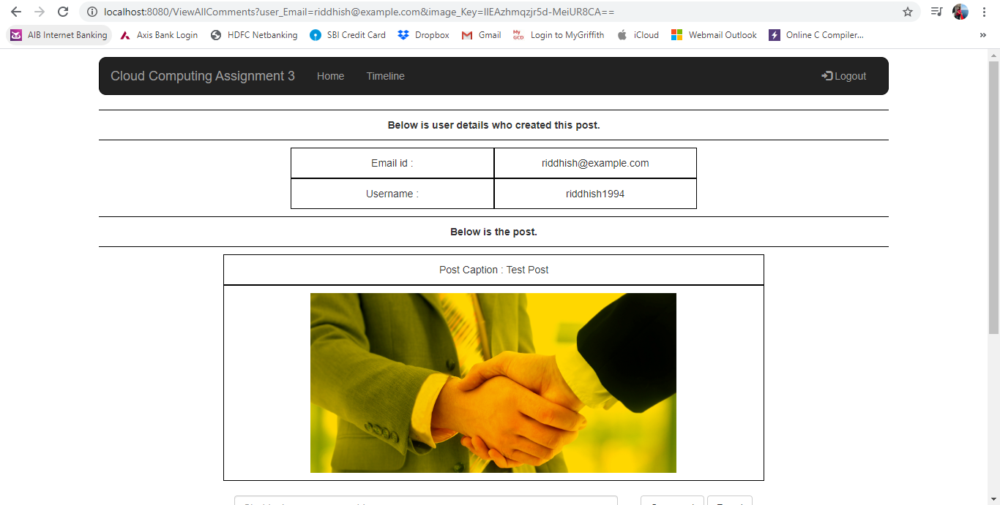 localhost:8080/ViewAllComments?user_Email=riddhish@example.com&image_Key=IlEAzhmqzjr5d-MeiUR8CA==
AIB Internet Banking Axis Bank Login HDFC Netbanking SBI Credit Card Dropbox Gmail My GCD Login to MyGriffith iCloud Webmail Outlook Online C Compiler... »
Cloud Computing Assignment 3 Home Timeline Logout
Below is user details who created this post.
Email id : riddhish@example.com
Username : riddhish1994
Below is the post.
Post Caption : Test Post